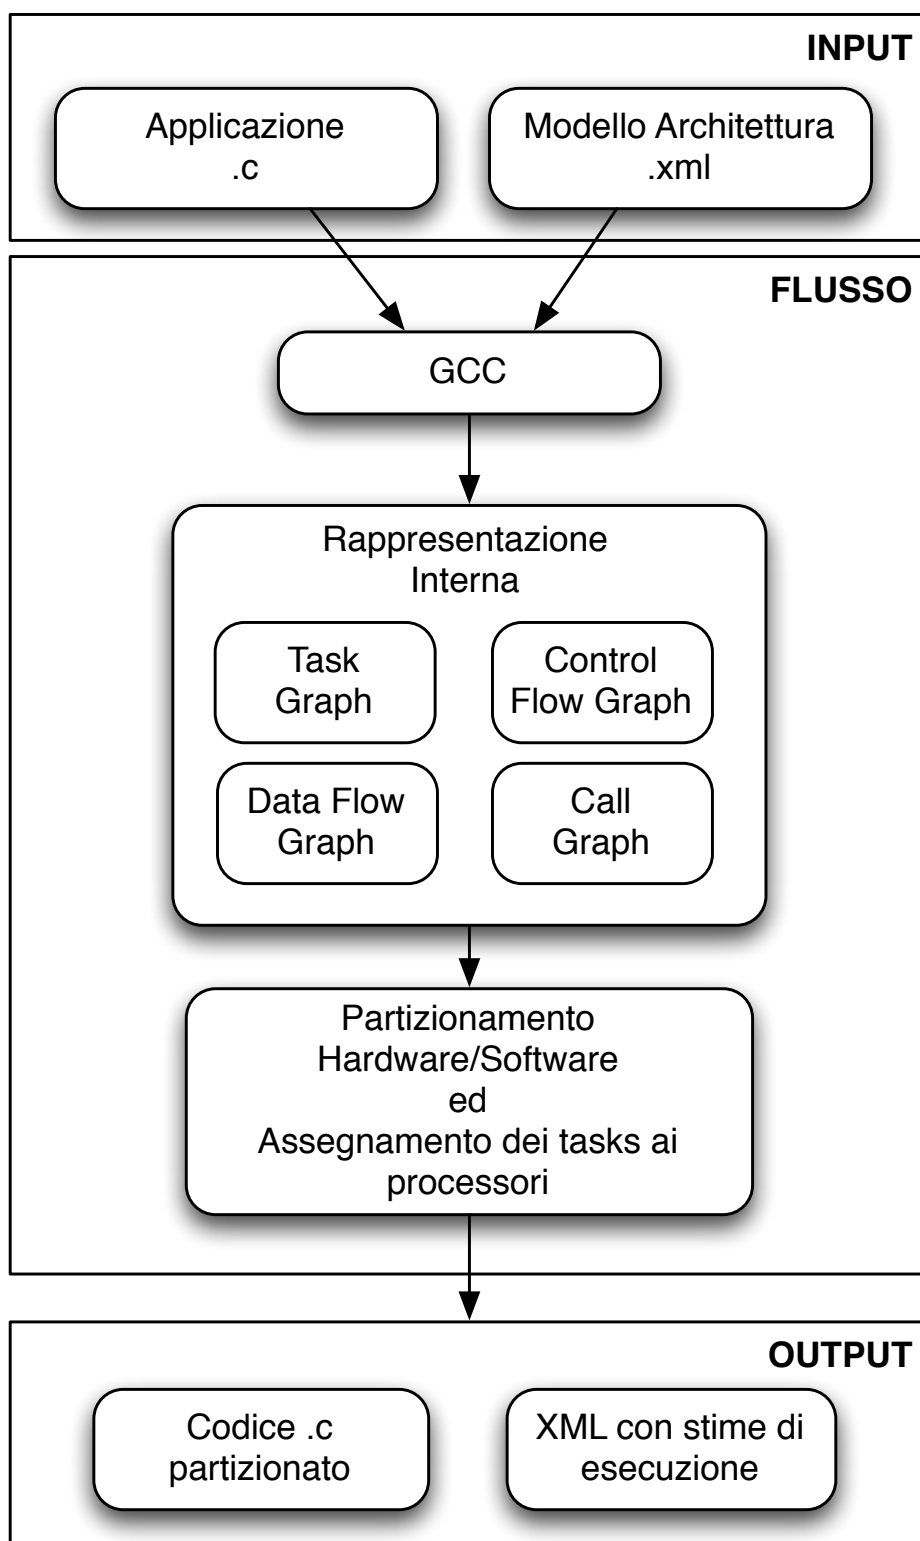 INPUT
Applicazione
.c
Modello Architettura
.xml
FLUSSO
GCC
Rappresentazione
Interna
Task
Graph
Control
Flow Graph
Data Flow
Graph
Call
Graph
Partizionamento
Hardware/Software
ed
Assegnamento dei tasks ai
processori
OUTPUT
Codice .c
partizionato
XML con stime di
esecuzione